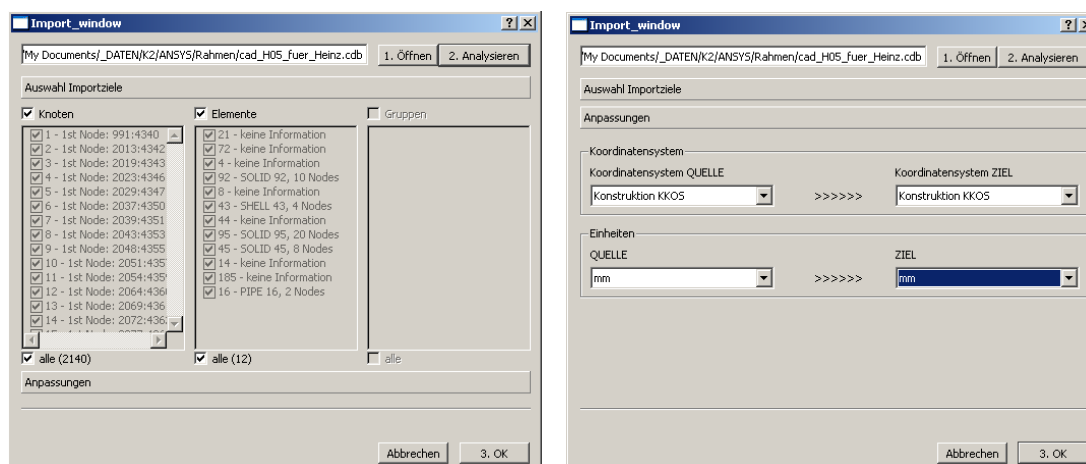 Import_window
'My Documents/_DATEN/K2/ANSYS/Rahmen/cad_H05_fuer_Heinz.cdb 1. Öffnen 2. Analysieren
Auswahl Importziele
Knoten Elemente Gruppen
1 - 1st Node: 991:4340 21 - keine Information
2 - 1st Node: 2013:4342 72 - keine Information
3 - 1st Node: 2019:4343 4 - keine Information
4 - 1st Node: 2023:4346 92 - SOLID 92, 10 Nodes
5 - 1st Node: 2029:4347 8 - keine Information
6 - 1st Node: 2037:4350 43 - SHELL 43, 4 Nodes
7 - 1st Node: 2039:4351 44 - keine Information
8 - 1st Node: 2043:4353 95 - SOLID 95, 20 Nodes
9 - 1st Node: 2048:4355 45 - SOLID 45, 8 Nodes
10 - 1st Node: 2051:435 14 - keine Information
11 - 1st Node: 2054:435 185 - keine Information
12 - 1st Node: 2064:436 16 - PIPE 16, 2 Nodes
13 - 1st Node: 2069:436
14 - 1st Node: 2072:436
alle (2140) alle (12) alle
Anpassungen
Abbrechen 3. OK
Import_window
'My Documents/_DATEN/K2/ANSYS/Rahmen/cad_H05_fuer_Heinz.cdb 1. Öffnen 2. Analysieren
Auswahl Importziele
Anpassungen
Koordinatensystem
Koordinatensystem QUELLE Koordinatensystem ZIEL
Konstruktion KKOS >>>>>> Konstruktion KKOS
Einheiten
QUELLE ZIEL
mm >>>>>> mm
Abbrechen 3. OK